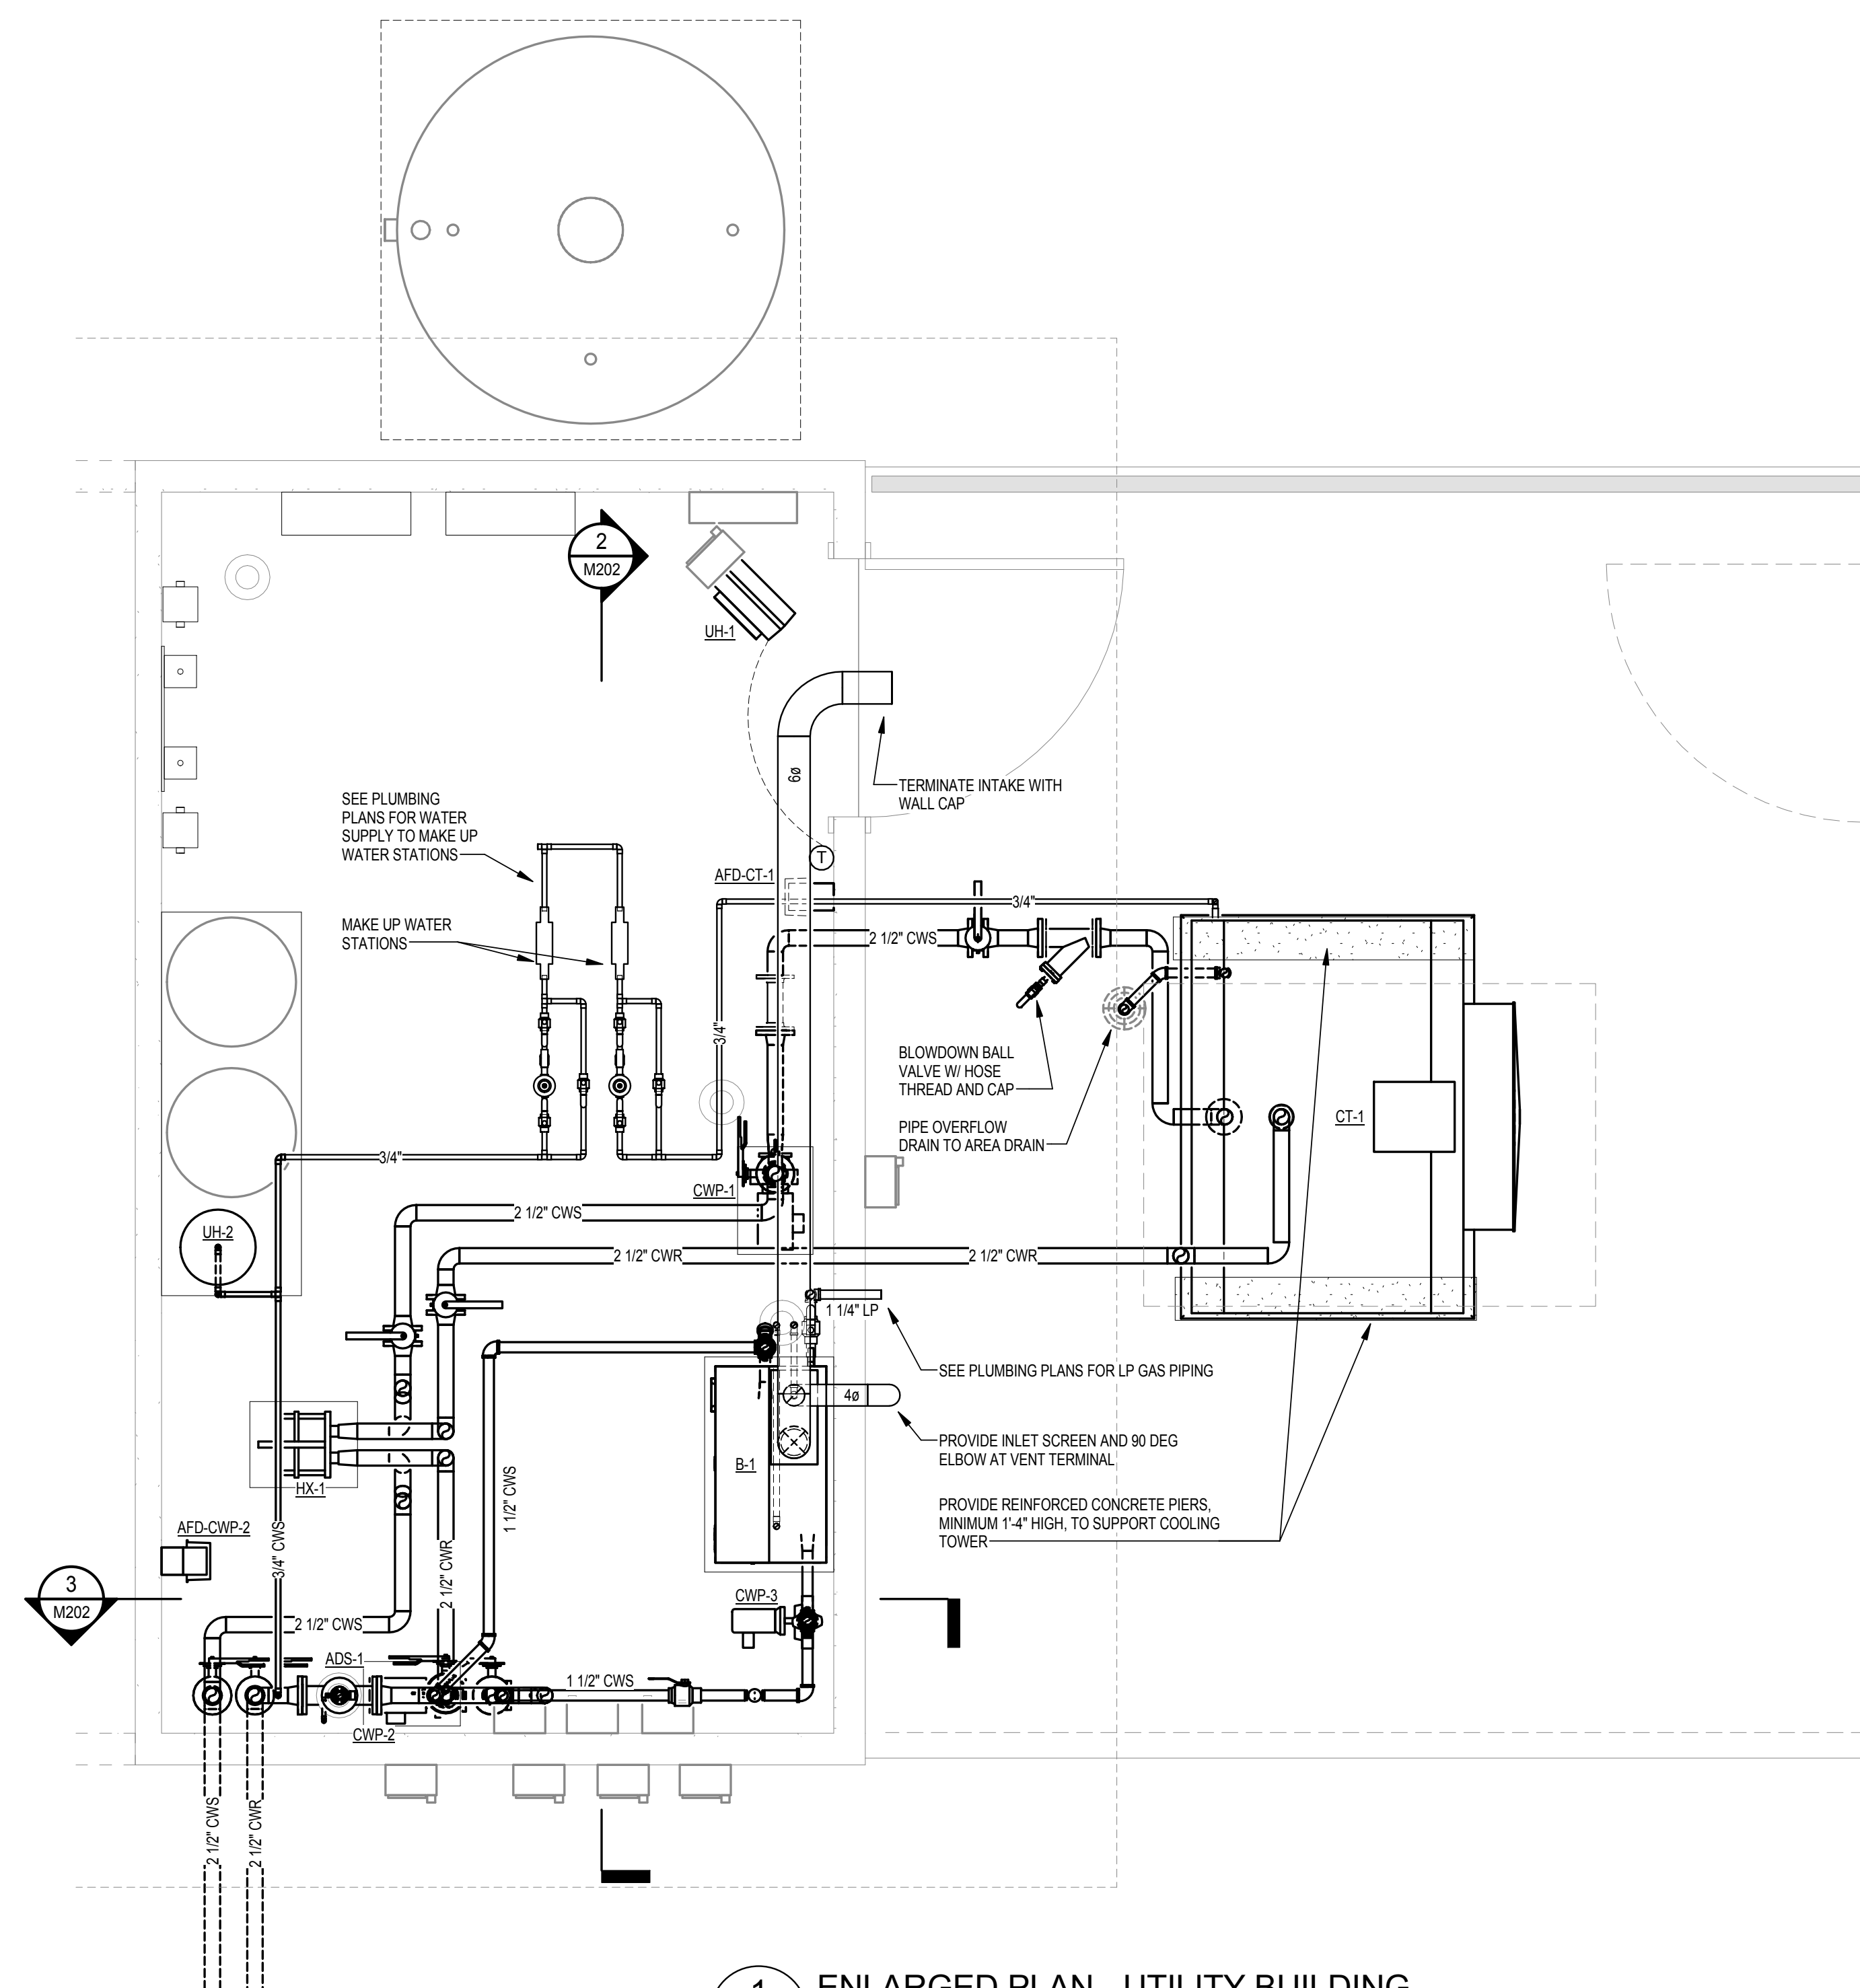 2
M202
UH-1
6ø
TERMINATE INTAKE WITH
WALL CAP
SEE PLUMBING
PLANS FOR WATER
SUPPLY TO MAKE UP
WATER STATIONS
T
AFD-CT-1
3/4"
MAKE UP WATER
STATIONS
2 1/2" CWS
3/4"
BLOWDOWN BALL
VALVE W/ HOSE
THREAD AND CAP
PIPE OVERFLOW
DRAIN TO AREA DRAIN
CT-1
3/4"
CWP-1
2 1/2" CWS
UH-2
2 1/2" CWR
2 1/2" CWR
1 1/4" LP
SEE PLUMBING PLANS FOR LP GAS PIPING
4ø
PROVIDE INLET SCREEN AND 90 DEG
ELBOW AT VENT TERMINAL
B-1
HX-1
1 1/2" CWS
PROVIDE REINFORCED CONCRETE PIERS,
MINIMUM 1'-4" HIGH, TO SUPPORT COOLING
TOWER
AFD-CWP-2
3/4" CWS
2 1/2" CWR
3
M202
CWP-3
2 1/2" CWS
ADS-1
1 1/2" CWS
CWP-2
2 1/2" CWS
2 1/2" CWR
1
ENLARGED PLAN - UTILITY BUILDING